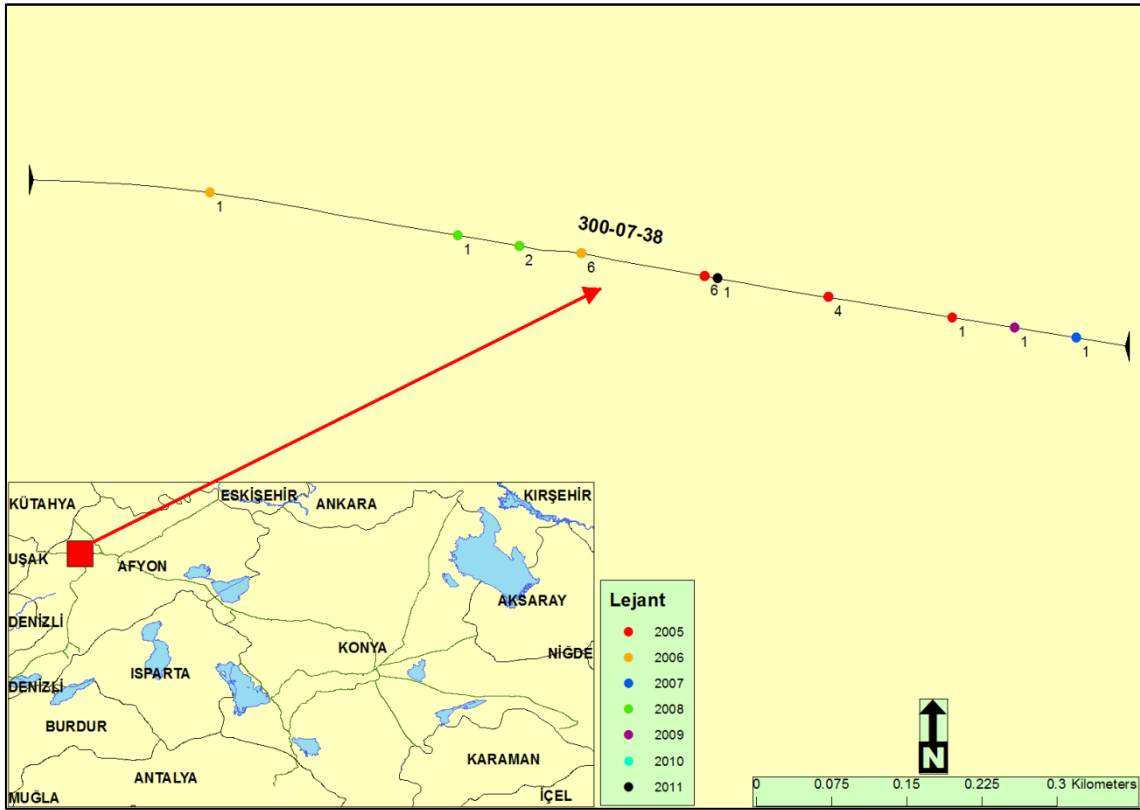 300-07-38
1
1
2
6
6
1
4
1
1
1
KÜTAHYA
ESKİŞEHİR
ANKARA
KIRŞEHİR
UŞAK
AFYON
AKSARAY
DENİZLİ
KONYA
NİĞDE
ISPARTA
DENİZLİ
BURDUR
KARAMAN
ANTALYA
MUĞLA
İÇEL
Lejant
2005
2006
2007
2008
2009
2010
2011
N
0 0.075 0.15 0.225 0.3 Kilometers